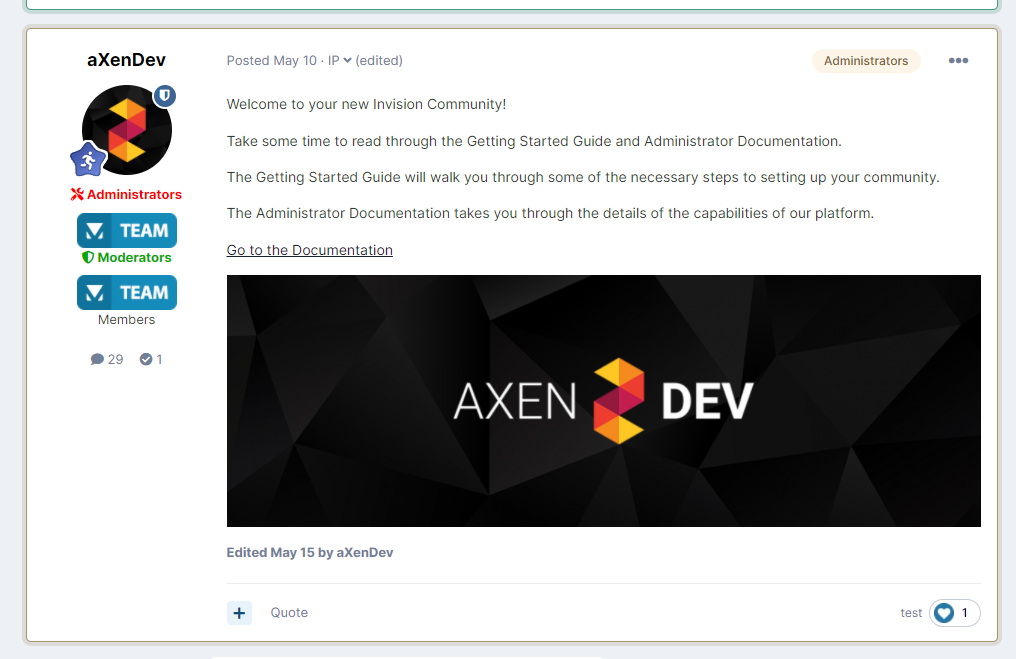 aXenDev
Posted May 10 · IP (edited)
Administrators
Welcome to your new Invision Community!
Take some time to read through the Getting Started Guide and Administrator Documentation.
The Getting Started Guide will walk you through some of the necessary steps to setting up your community.
The Administrator Documentation takes you through the details of the capabilities of our platform.
Go to the Documentation
Administrators
TEAM
Moderators
TEAM
Members
29 1
AXEN DEV
Edited May 15 by aXenDev
+ Quote
test 1